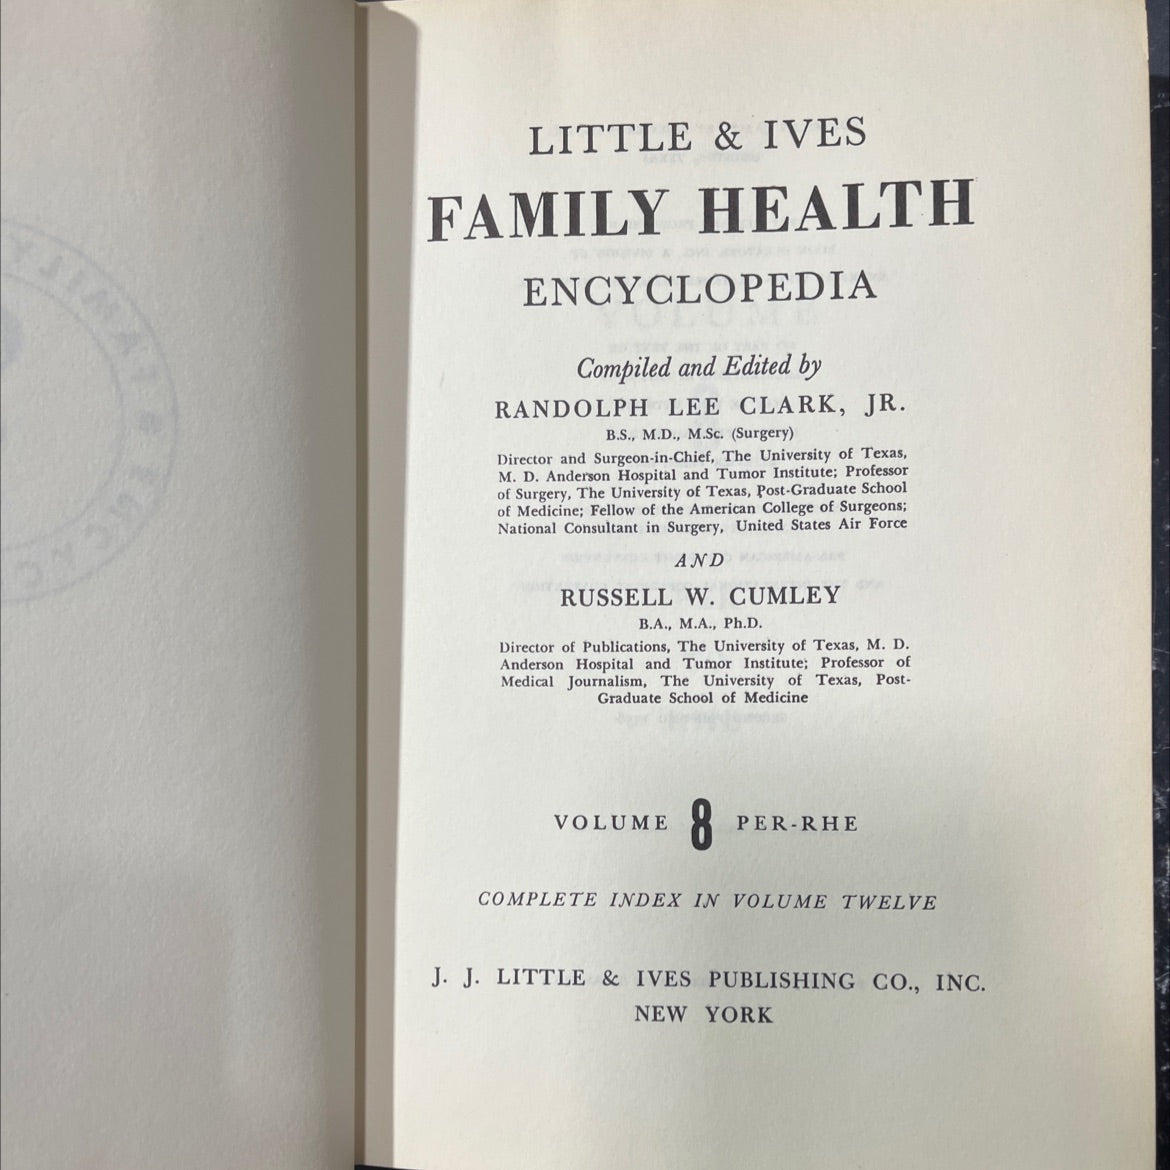 LITTLE & IVES
FAMILY HEALTH
ENCYCLOPEDIA
Compiled and Edited by
RANDOLPH LEE CLARK, JR.
B.S., M.D., M.Sc. (Surgery)
Director and Surgeon-in-Chief, The University of Texas,
M. D. Anderson Hospital and Tumor Institute; Professor
of Surgery, The University of Texas, Post-Graduate School
of Medicine; Fellow of the American College of Surgeons;
National Consultant in Surgery, United States Air Force
AND
RUSSELL W. CUMLEY
B.A., M.A., Ph.D.
Director of Publications, The University of Texas, M. D.
Anderson Hospital and Tumor Institute; Professor of
Medical Journalism, The University of Texas, Post-
Graduate School of Medicine
VOLUME 8 PER-RHE
COMPLETE INDEX IN VOLUME TWELVE
J. J. LITTLE & IVES PUBLISHING CO., INC.
NEW YORK